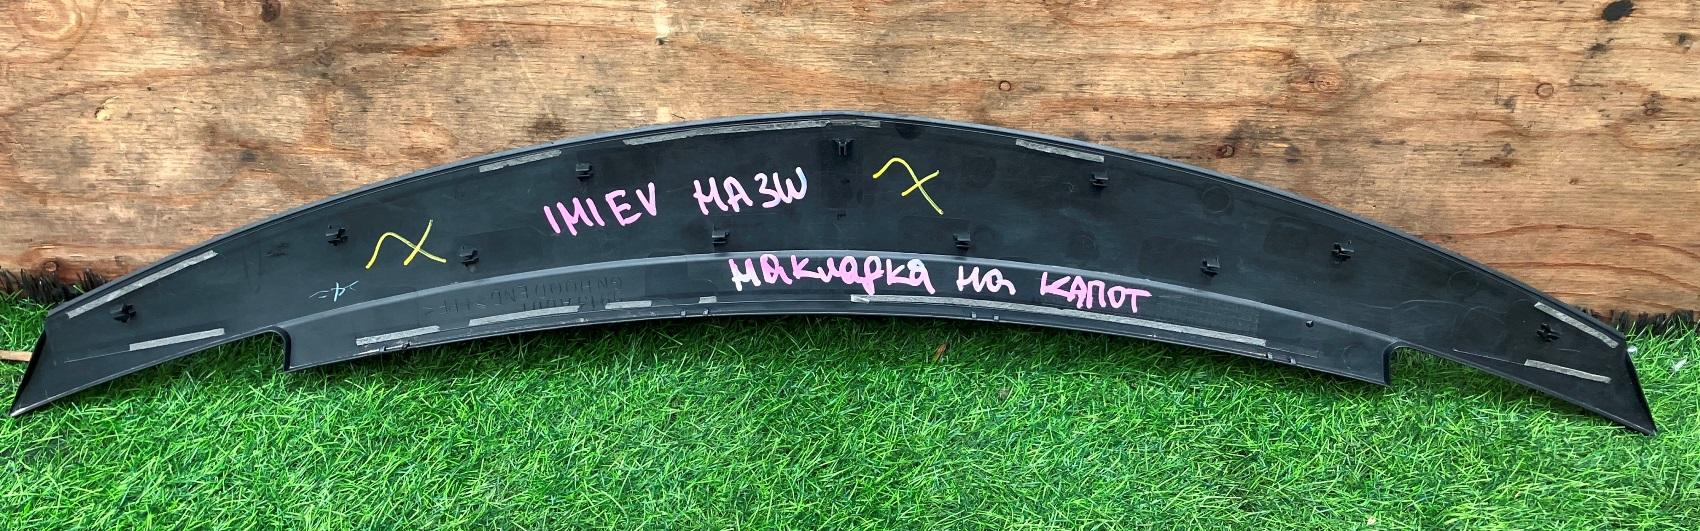 IMIEV HA3W
накладка на капот